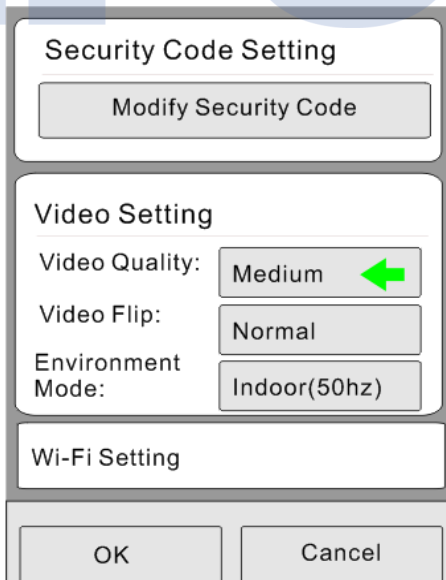 Security Code Setting
Modify Security Code
Video Setting
Video Quality:
Medium
Video Flip:
Normal
Environment
Mode:
Indoor(50hz)
Wi-Fi Setting
OK
Cancel